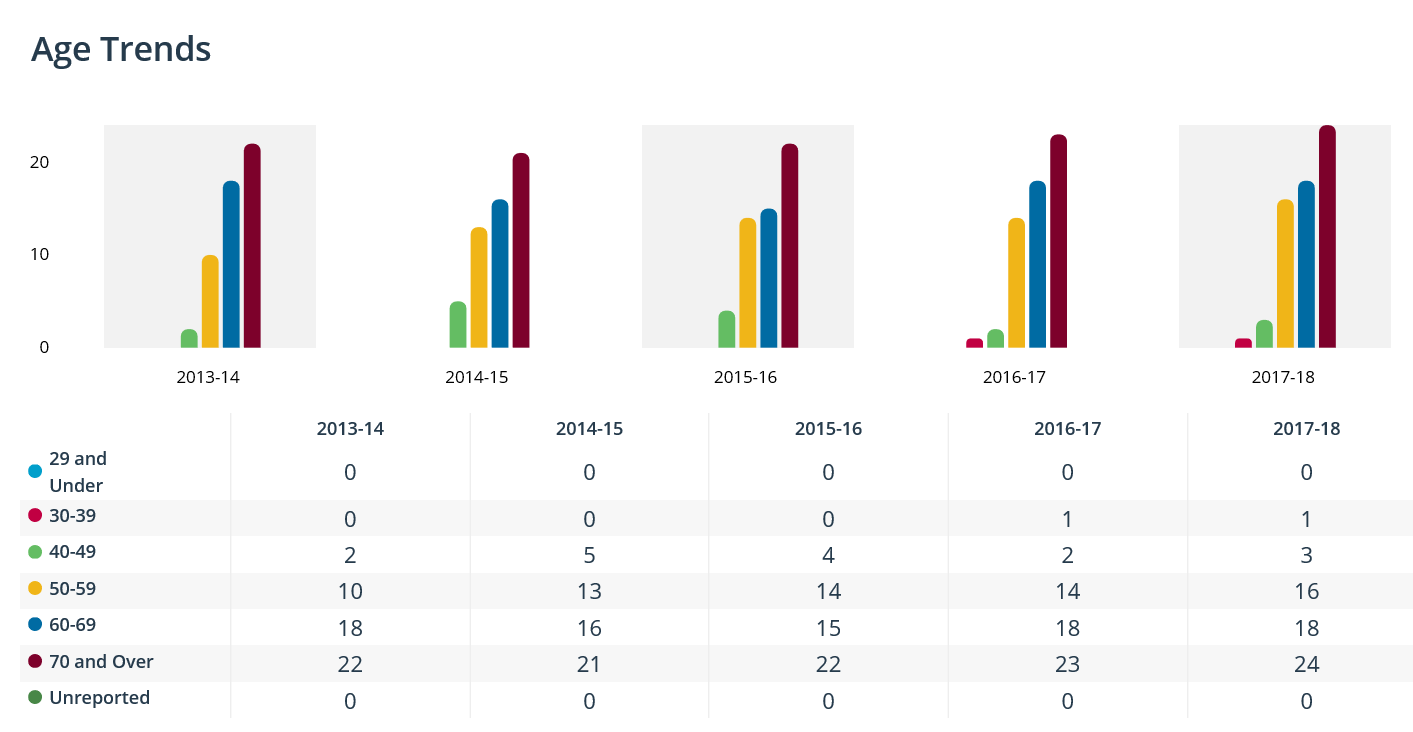 Age Trends
20
10
0
2013-14 2014-15 2015-16 2016-17 2017-18
2013-14 2014-15 2015-16 2016-17 2017-18
29 and
Under 0 0 0 0 0
30-39 0 0 0 1 1
40-49 2 5 4 2 3
50-59 10 13 14 14 16
60-69 18 16 15 18 18
70 and Over 22 21 22 23 24
Unreported 0 0 0 0 0